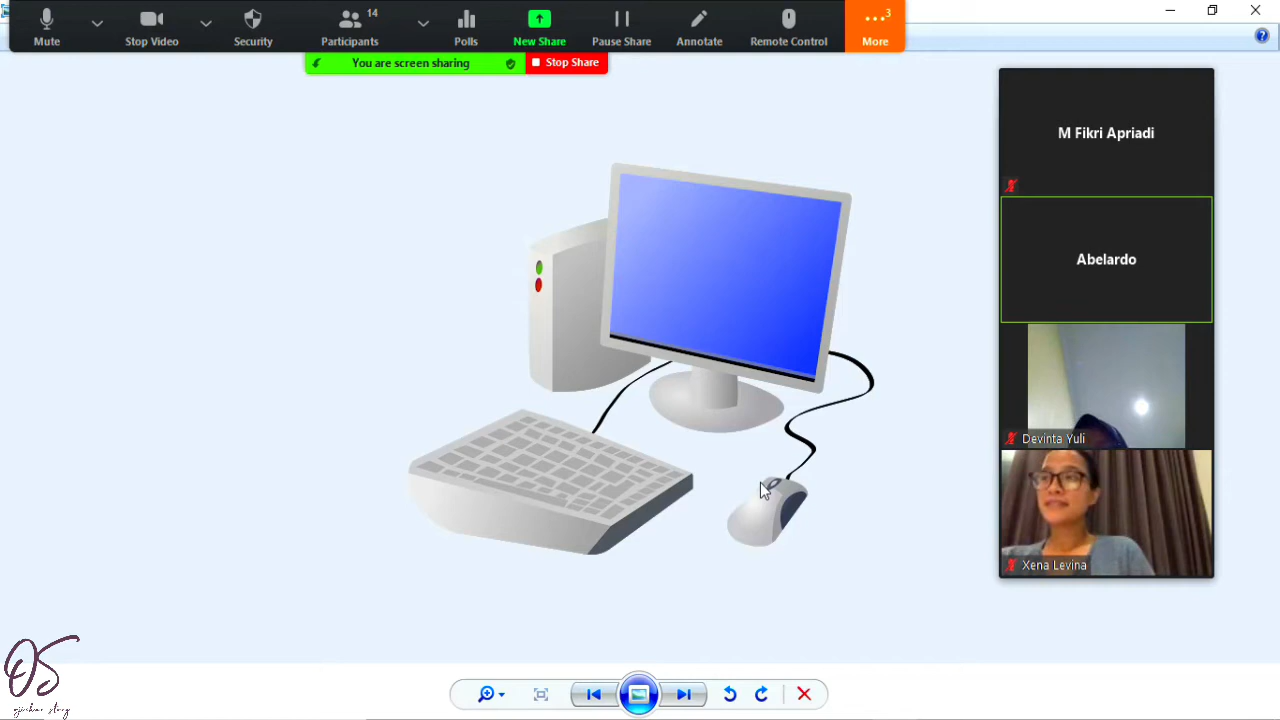 14
3
Mute
Stop Video
Security
Participants
Polls
New Share
Pause Share
Annotate
Remote Control
More
You are screen sharing
Stop Share
M Fikri Apriadi
Abelardo
Devinta Yuli
Xena Levina
OS